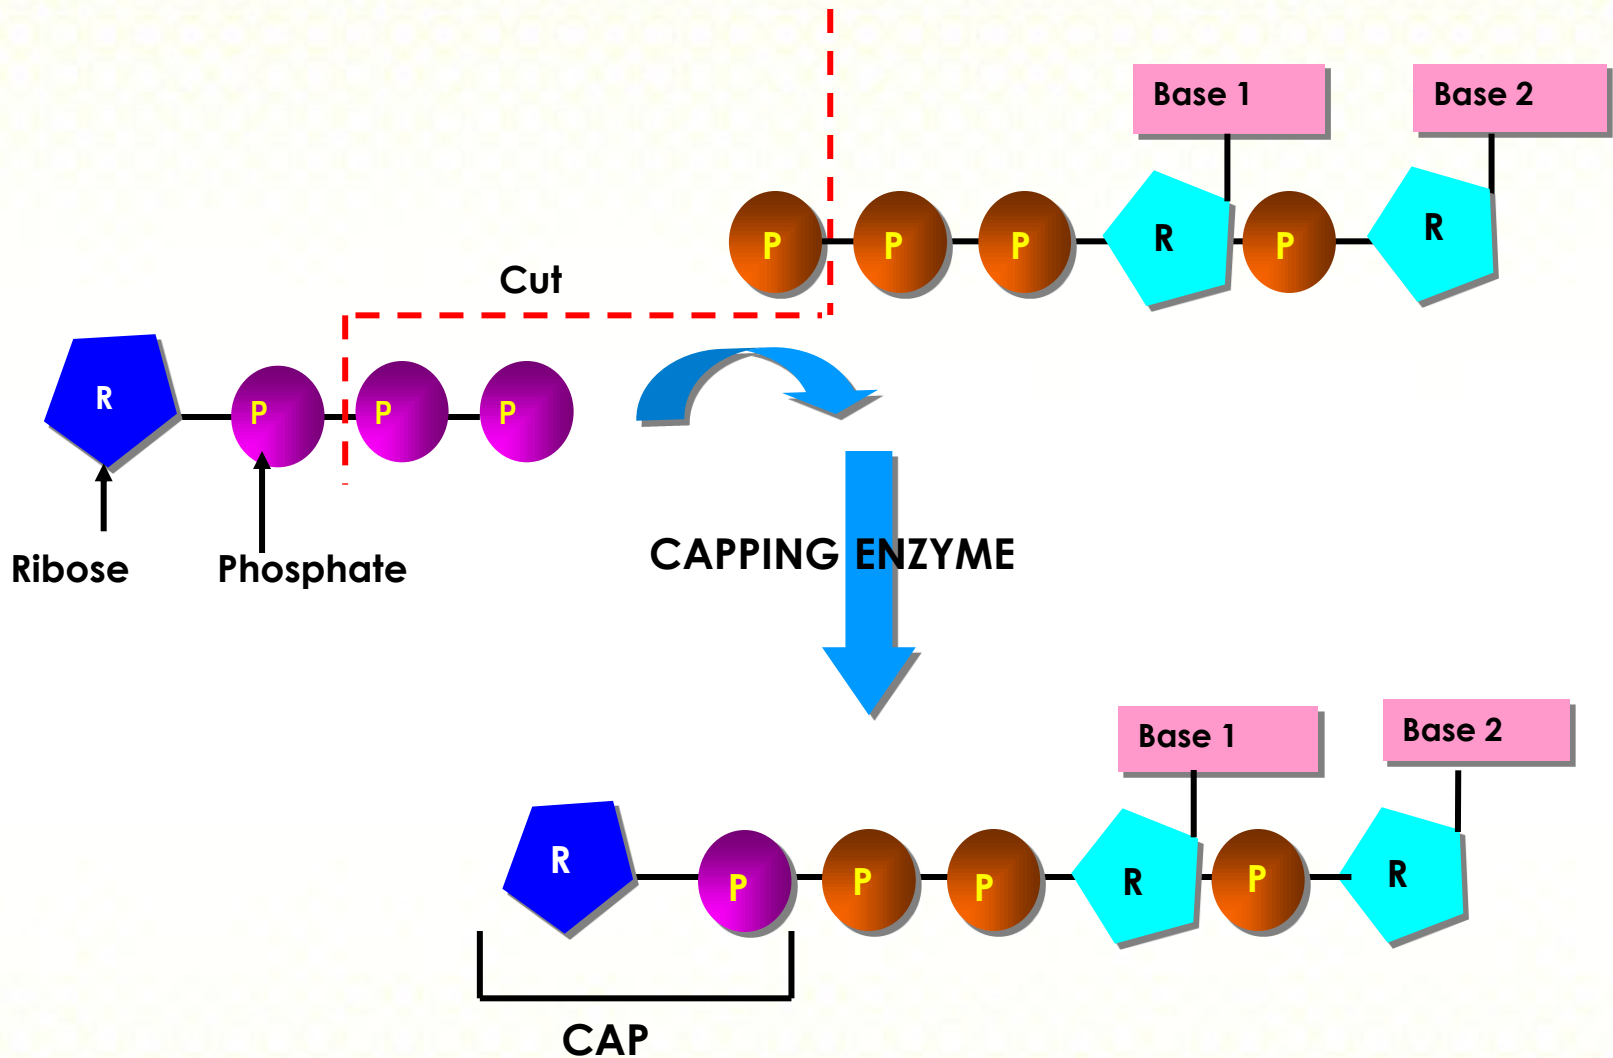 Base 1
Base 2
P P P R P R
Cut
R P P P
Ribose Phosphate
CAPPING ENZYME
Base 1
Base 2
R P P P R P R
CAP